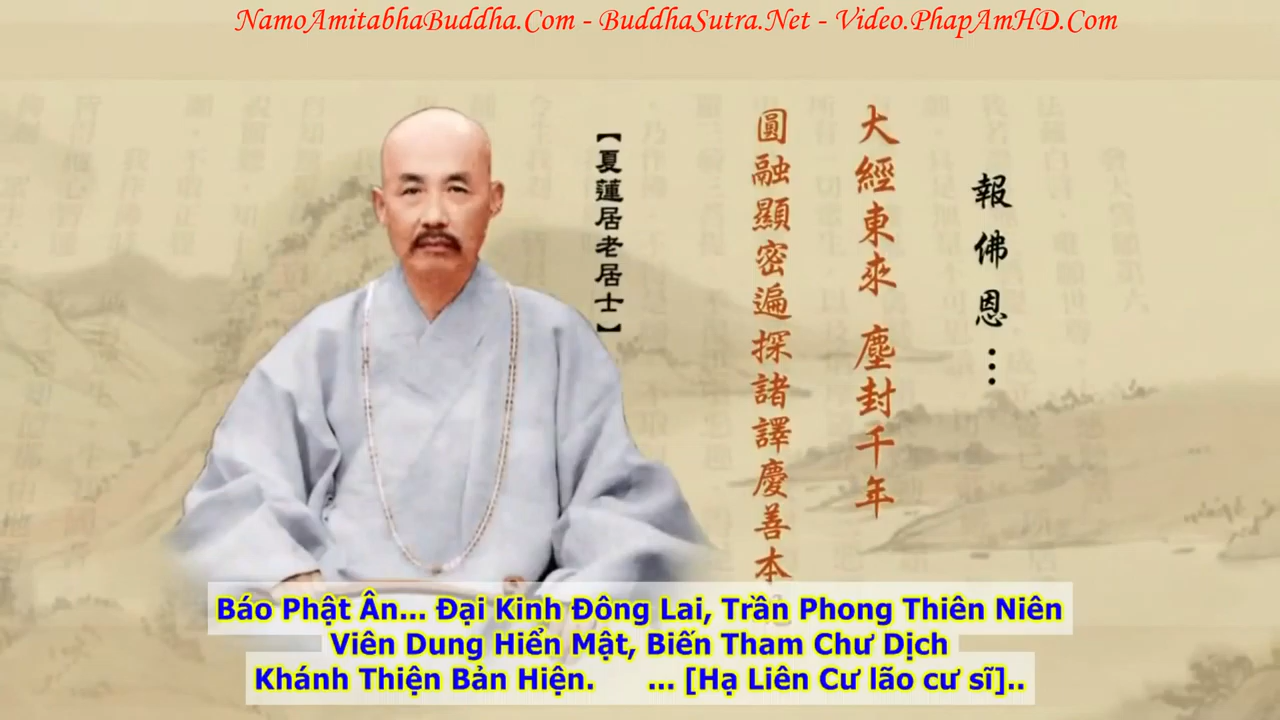 NamoAmitabhaBuddha.Com - BuddhaSutra.Net - Video.PhapAmHD.Com
報佛恩…
大經東來 塵封千年
圓融顯密遍探諸譯慶善本
【夏蓮居老居士】
Báo Phật Ân... Đại Kinh Đông Lai, Trần Phong Thiên Niên
Viên Dung Hiển Mật, Biến Tham Chư Dịch
Khánh Thiện Bản Hiện. ... [Hạ Liên Cư lão cư sĩ]..